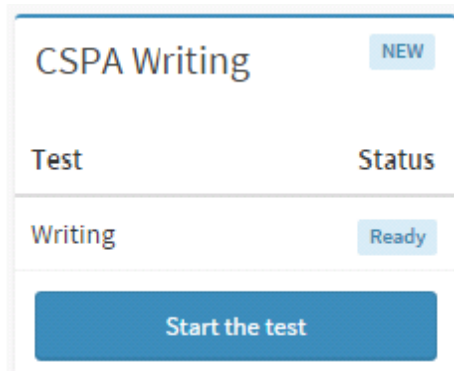 CSPA Writing NEW
Test Status
Writing Ready
Start the test